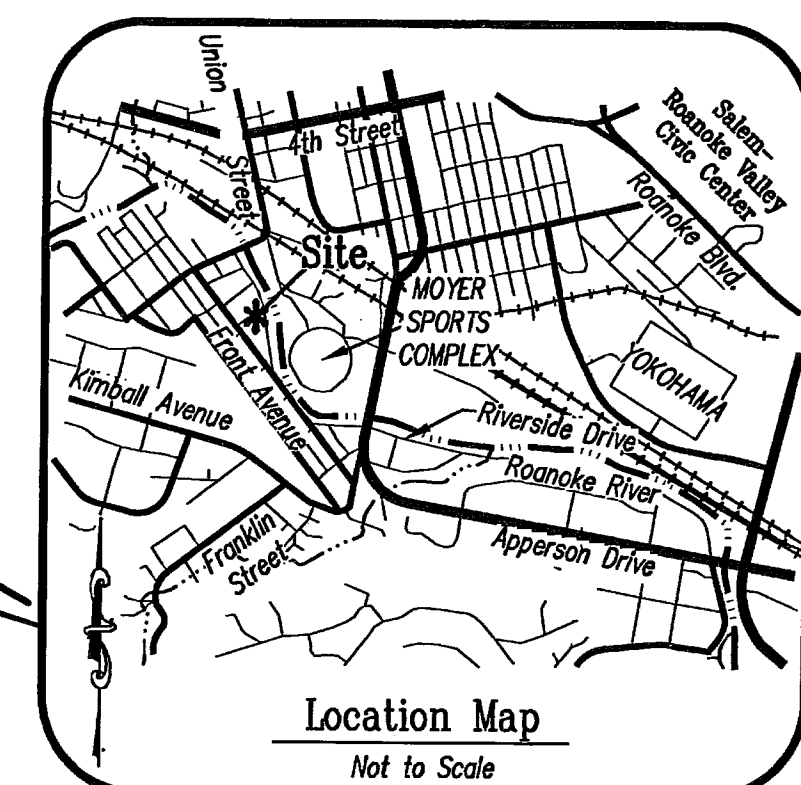 Union
Street
4th Street
Salem-
Roanoke Valley
Civic Center
Roanoke Blvd.
Site
MOYER
SPORTS
COMPLEX
YOKOHAMA
Front Avenue
Kimball Avenue
Riverside Drive
Roanoke River
Apperson Drive
Franklin
Street
Location Map
Not to Scale